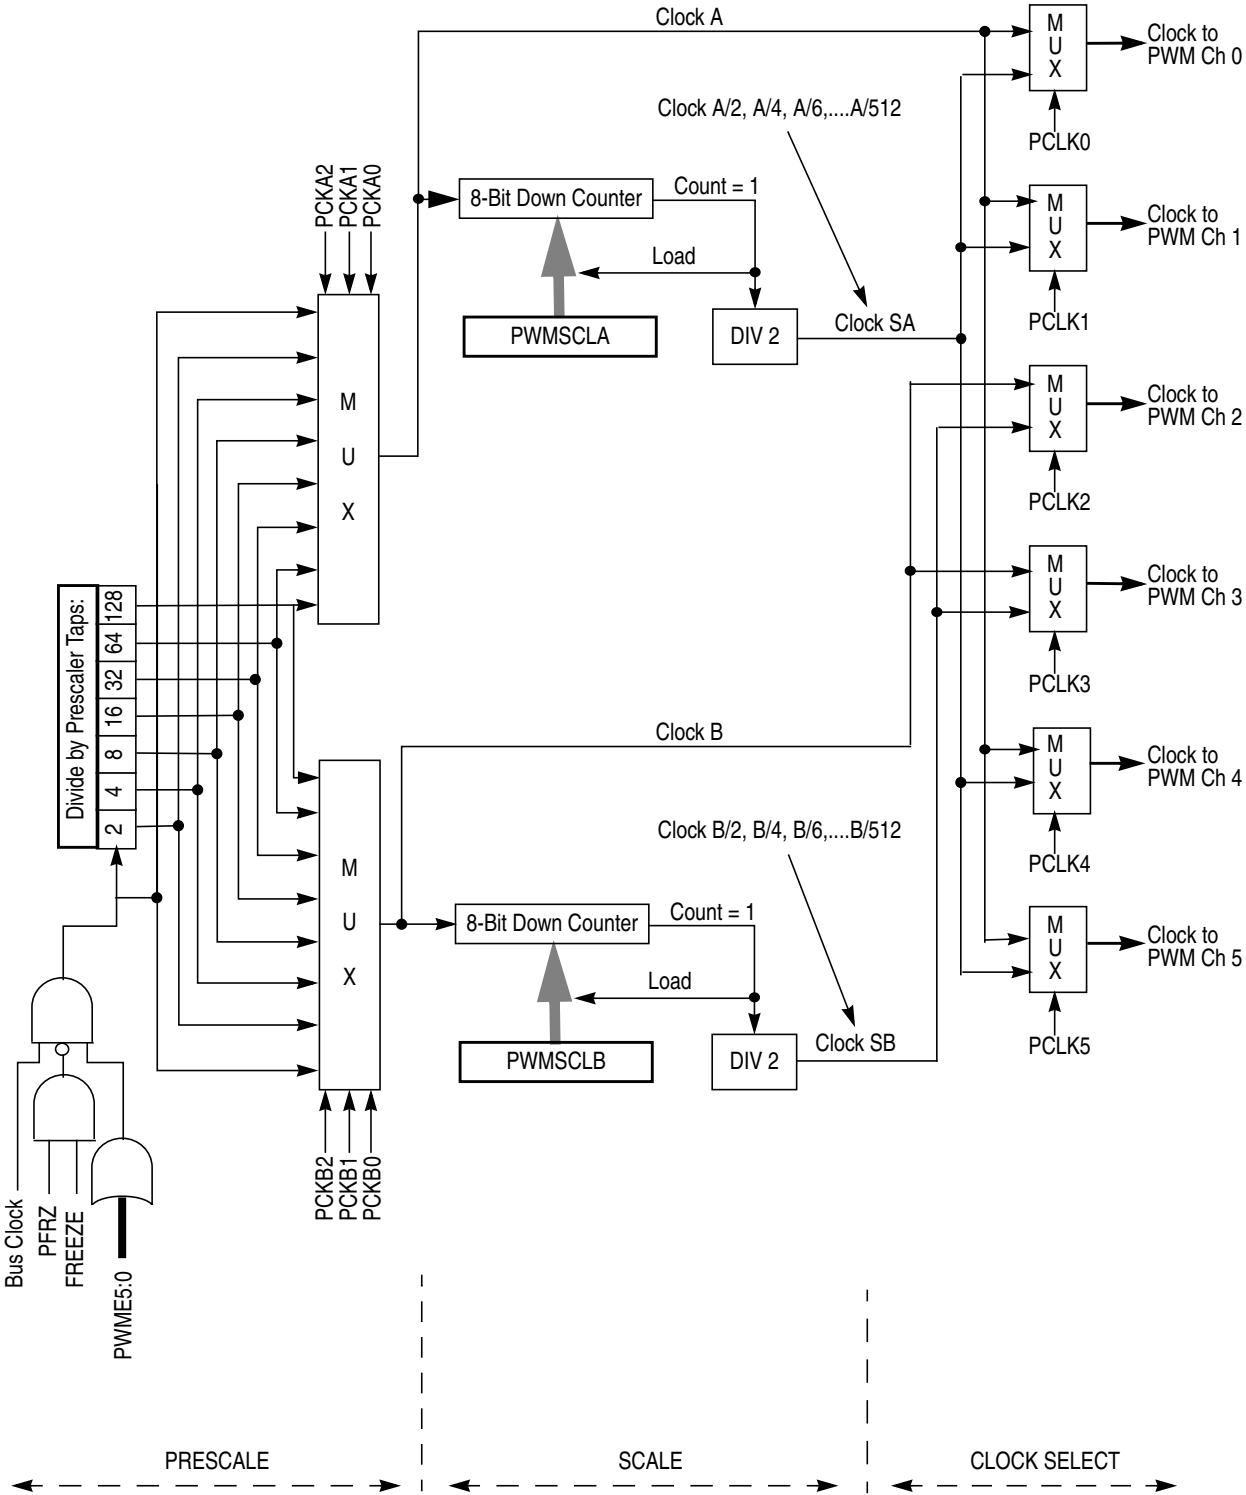 Clock A
M
U
X
Clock to
PWM Ch 0
PCLK0
Clock A/2, A/4, A/6,....A/512
PCKA2
PCKA1
PCKA0
8-Bit Down Counter
Count = 1
Load
PWMSCLA
DIV 2
Clock SA
M
U
X
Clock to
PWM Ch 1
PCLK1
M
U
X
Clock to
PWM Ch 2
PCLK2
M
U
X
M
U
X
Clock to
PWM Ch 3
PCLK3
Divide by Prescaler Taps:
128
64
32
16
8
4
2
Clock B
M
U
X
Clock to
PWM Ch 4
PCLK4
Clock B/2, B/4, B/6,....B/512
M
U
X
8-Bit Down Counter
Count = 1
Load
PWMSCLB
DIV 2
Clock SB
M
U
X
Clock to
PWM Ch 5
PCLK5
PCKB2
PCKB1
PCKB0
Bus Clock
PFRZ
FREEZE
PWME5:0
PRESCALE
SCALE
CLOCK SELECT